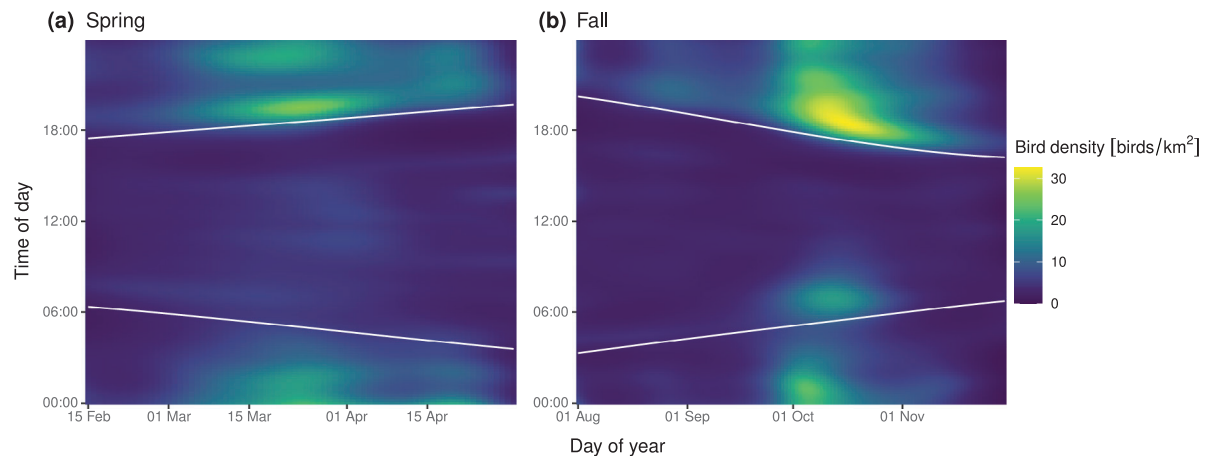 (a) Spring
(b) Fall
Time of day
18:00
12:00
06:00
00:00
15 Feb 01 Mar 15 Mar 01 Apr 15 Apr
18:00
12:00
06:00
00:00
01 Aug 01 Sep 01 Oct 01 Nov
Day of year
Bird density [birds/km²]
30
20
10
0